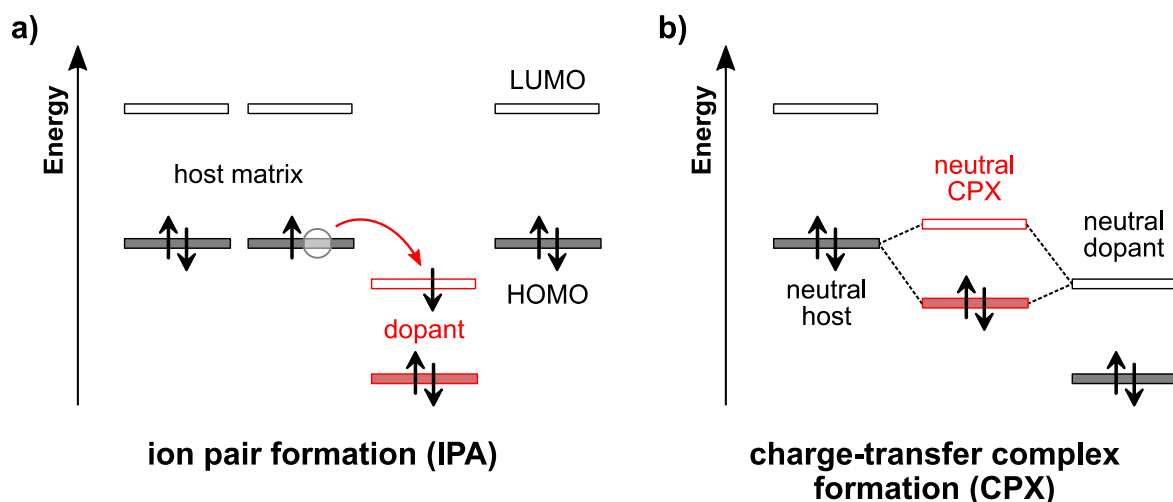 a)
Energy
LUMO
host matrix
HOMO
dopant
ion pair formation (IPA)
b)
Energy
neutral
CPX
neutral
dopant
neutral
host
charge-transfer complex
formation (CPX)